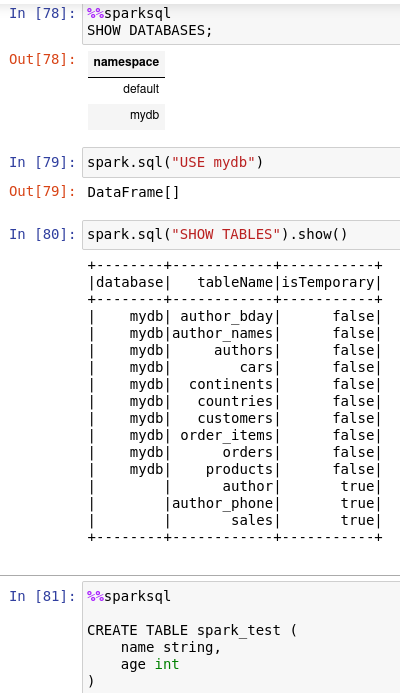 In [78]: %%sparksql
SHOW DATABASES;
Out[78]: namespace
default
mydb
In [79]: spark.sql("USE mydb")
Out[79]: DataFrame[]
In [80]: spark.sql("SHOW TABLES").show()
+--------+------------+-----------+
|database|   tableName|isTemporary|
+--------+------------+-----------+
|    mydb| author_bday|      false|
|    mydb|author_names|      false|
|    mydb|     authors|      false|
|    mydb|        cars|      false|
|    mydb|  continents|      false|
|    mydb|   countries|      false|
|    mydb|   customers|      false|
|    mydb| order_items|      false|
|    mydb|      orders|      false|
|    mydb|    products|      false|
|        |      author|       true|
|        |author_phone|       true|
|        |       sales|       true|
+--------+------------+-----------+
In [81]: %%sparksql
CREATE TABLE spark_test (
    name string,
    age int
)